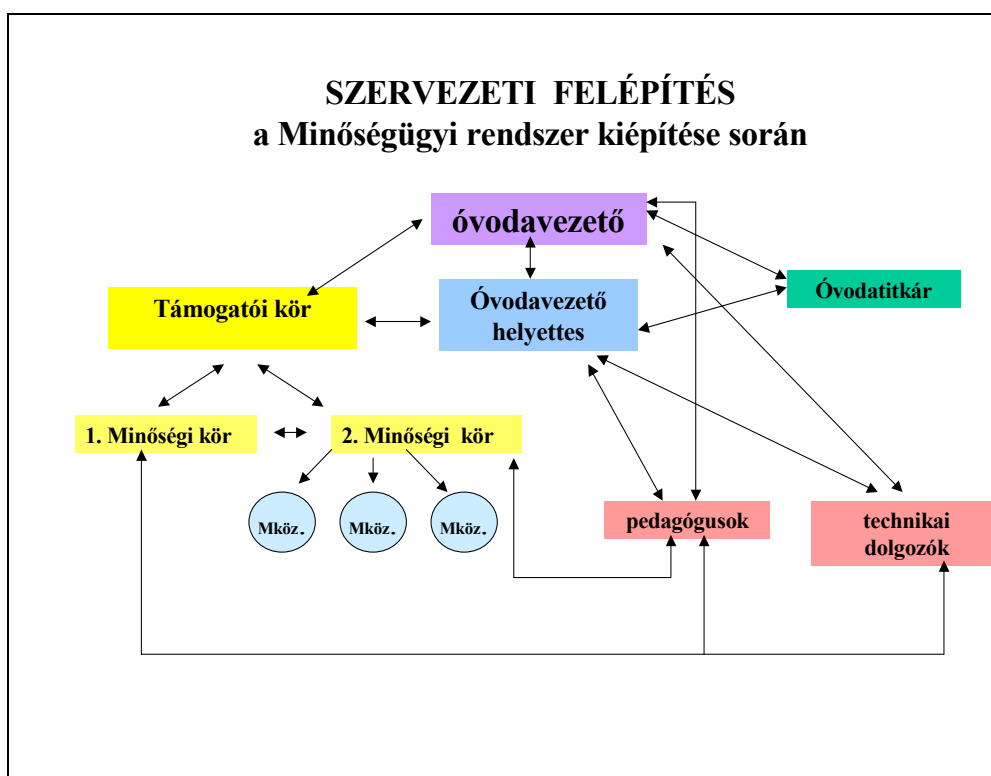 SZERVEZETI FELÉPÍTÉS
a Minőségügyi rendszer kiépítése során
óvodavezető
Támogatói kör
Óvodavezető
helyettes
Óvodatitkár
1. Minőségi kör
2. Minőségi kör
Mköz.
Mköz.
Mköz.
pedagógusok
technikai
dolgozók